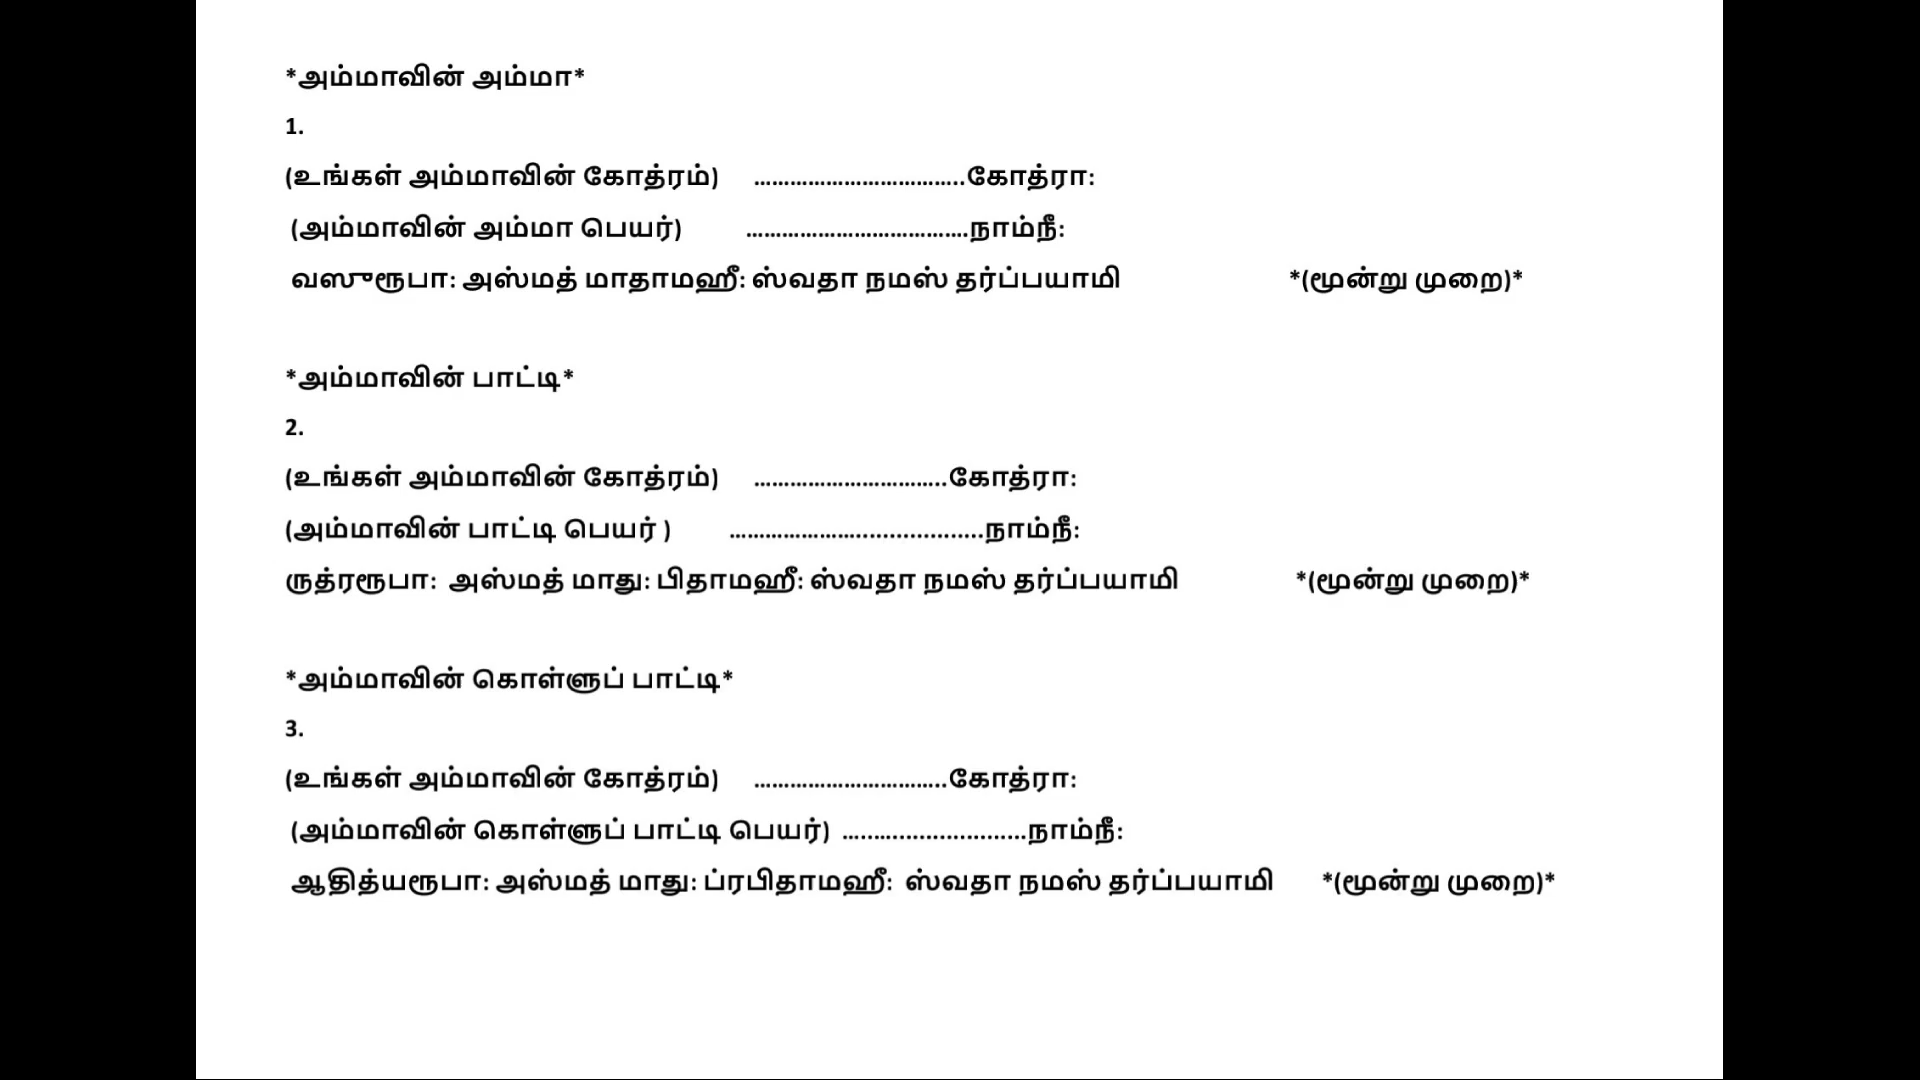 *அம்மாவின் அம்மா*
1.
(உங்கள் அம்மாவின் கோத்ரம்) ……………………………..கோத்ரா:
(அம்மாவின் அம்மா பெயர்) ……………………………….நாம்நீ:
வஸுரூபா: அஸ்மத் மாதாமஹீ: ஸ்வதா நமஸ் தர்ப்பயாமி *(மூன்று முறை)*
*அம்மாவின் பாட்டி*
2.
(உங்கள் அம்மாவின் கோத்ரம்) …………………………..கோத்ரா:
(அம்மாவின் பாட்டி பெயர் ) …………………...................நாம்நீ:
ருத்ரரூபா: அஸ்மத் மாது: பிதாமஹீ: ஸ்வதா நமஸ் தர்ப்பயாமி *(மூன்று முறை)*
*அம்மாவின் கொள்ளுப் பாட்டி*
3.
(உங்கள் அம்மாவின் கோத்ரம்) …………………………..கோத்ரா:
(அம்மாவின் கொள்ளுப் பாட்டி பெயர்) ……......................நாம்நீ:
ஆதித்யரூபா: அஸ்மத் மாது: ப்ரபிதாமஹீ: ஸ்வதா நமஸ் தர்ப்பயாமி *(மூன்று முறை)*